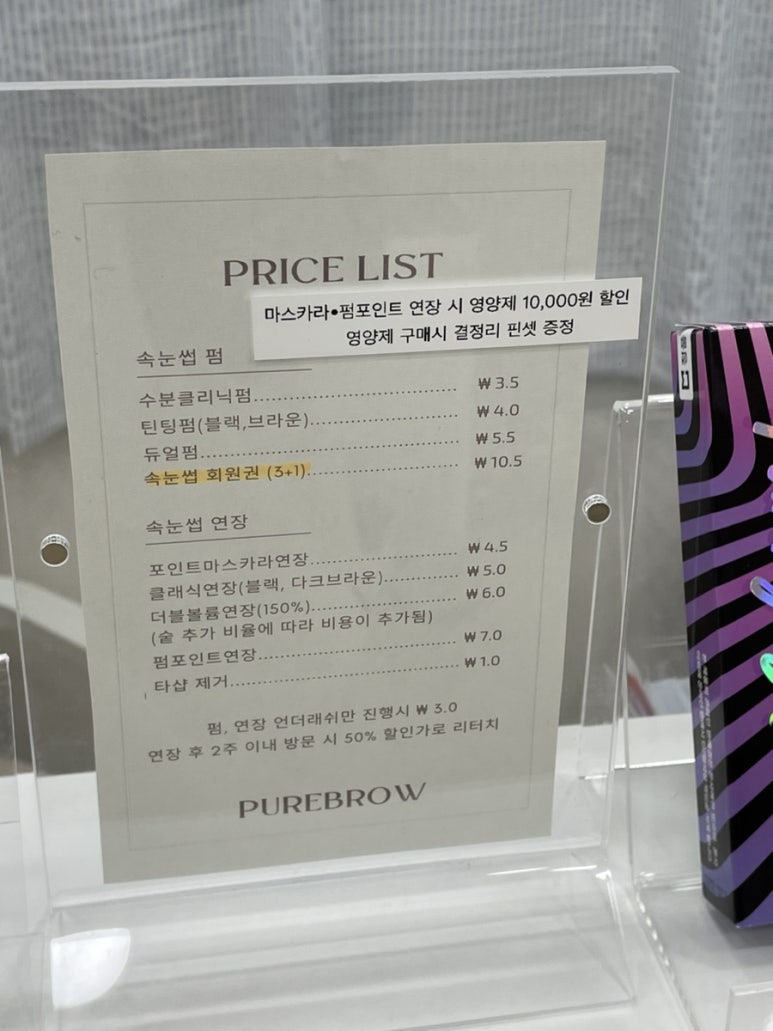 PRICE LIST
마스카라•펌포인트 연장 시 영양제 10,000원 할인
영양제 구매시 결정리 핀셋 증정
속눈썹 펌
수분클리닉펌 ₩3.5
틴팅펌(블랙,브라운) ₩4.0
듀얼펌 ₩5.5
속눈썹 회원권 (3+1) ₩10.5
속눈썹 연장
포인트마스카라연장 ₩4.5
클래식연장(블랙, 다크브라운) ₩5.0
더블볼륨연장(150%) ₩6.0
(숱 추가 비율에 따라 비용이 추가됨)
펌포인트연장 ₩7.0
타샵 제거 ₩1.0
펌, 연장 언더래쉬만 진행시 ₩ 3.0
연장 후 2주 이내 방문 시 50% 할인가로 리터치
PUREBROW